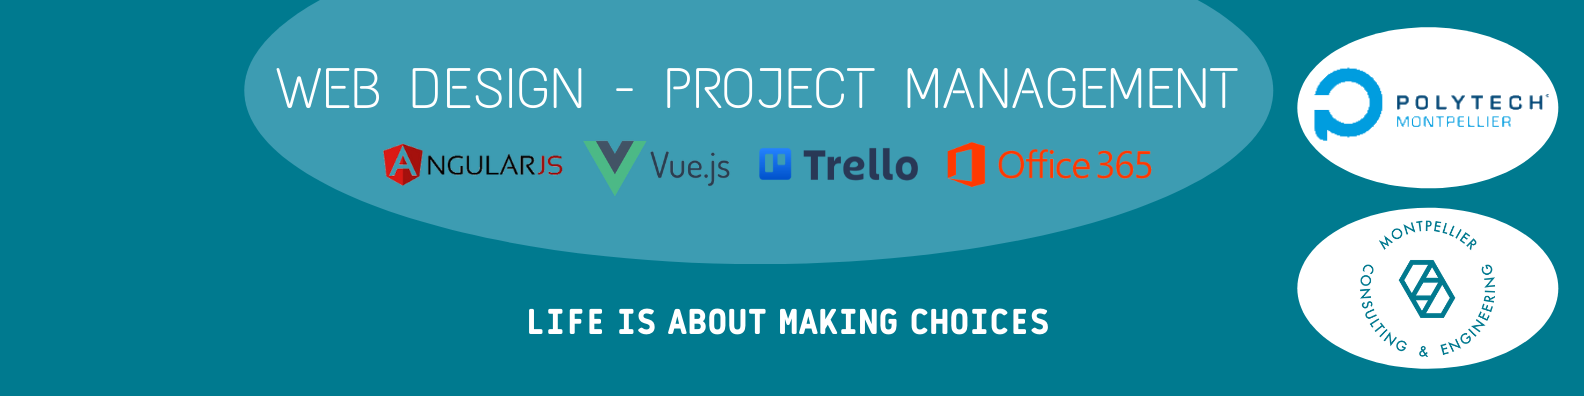 WEB DESIGN - PROJECT MANAGEMENT
ANGULARJS Vue.js Trello Office 365
LIFE IS ABOUT MAKING CHOICES
POLYTECH
MONTPELLIER
MONTPELLIER
CONSULTING & ENGINEERING